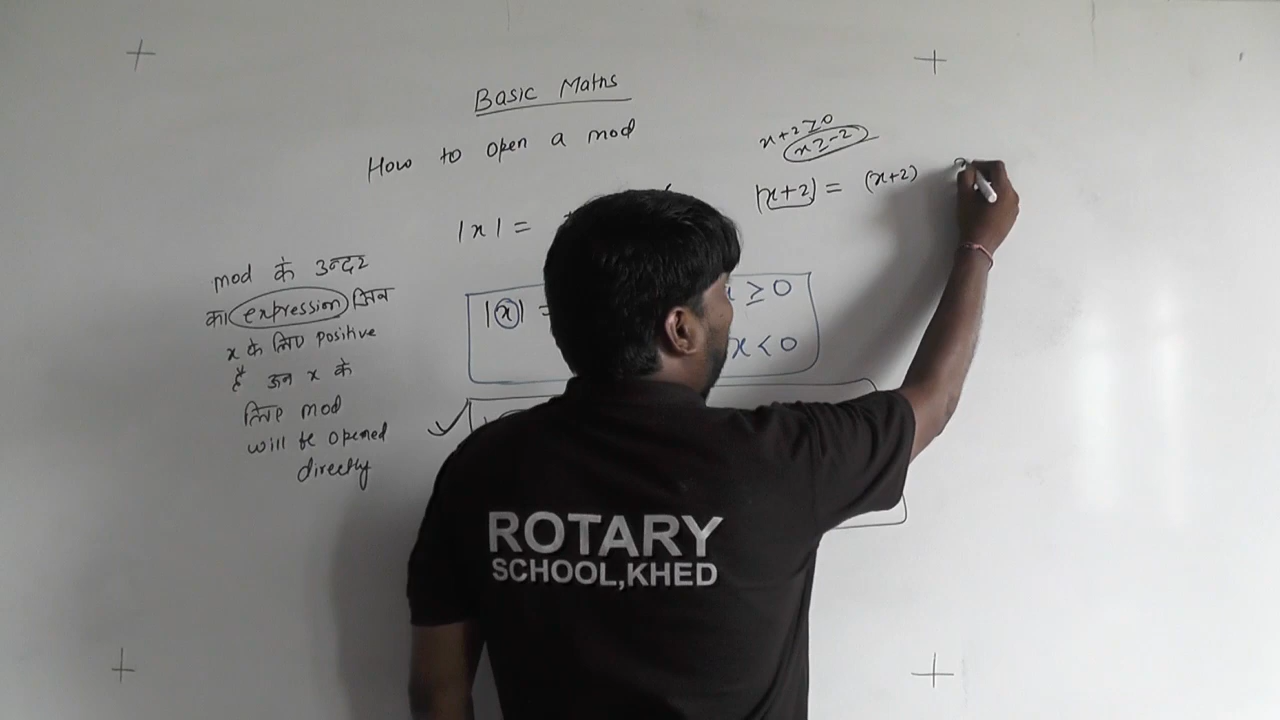 Basic Maths
How to open a mod
x+2≥0
x≥-2
|x+2| = (x+2)
|x| =
mod के उन्दर
का expression जिन
x के लिए positive
है उन x के
लिए mod
will be opened
directly
|x| =
x ≥ 0
x < 0
ROTARY
SCHOOL,KHED